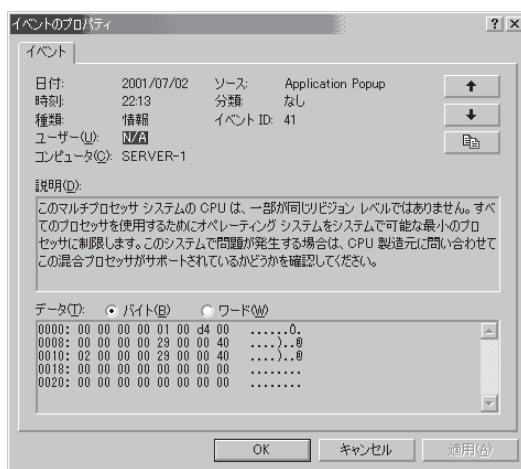 イベントのプロパティ
イベント
日付: 2001/07/02 ソース: Application Popup
時刻: 22:13 分類: なし
種類: 情報 イベント ID: 41
ユーザー(U): N/A
コンピュータ(C): SERVER-1
説明(D):
このマルチプロセッサ システムの CPU は、一部が同じリビジョン レベルではありません。すべ
てのプロセッサを使用するためにオペレーティング システムをシステムで可能な最小のプロ
セッサに制限します。このシステムで問題が発生する場合は、CPU 製造元に問い合わせて
この混合プロセッサがサポートされているかどうかを確認してください。
データ(T): バイト(B) ワード(W)
0000: 00 00 00 00 01 00 d4 00 ......Ô.
0008: 00 00 00 00 29 00 00 40 ....)..@
0010: 02 00 00 00 29 00 00 40 ....)..@
0018: 00 00 00 00 00 00 00 00 ........
0020: 00 00 00 00 00 00 00 00 ........
OK キャンセル 適用(A)